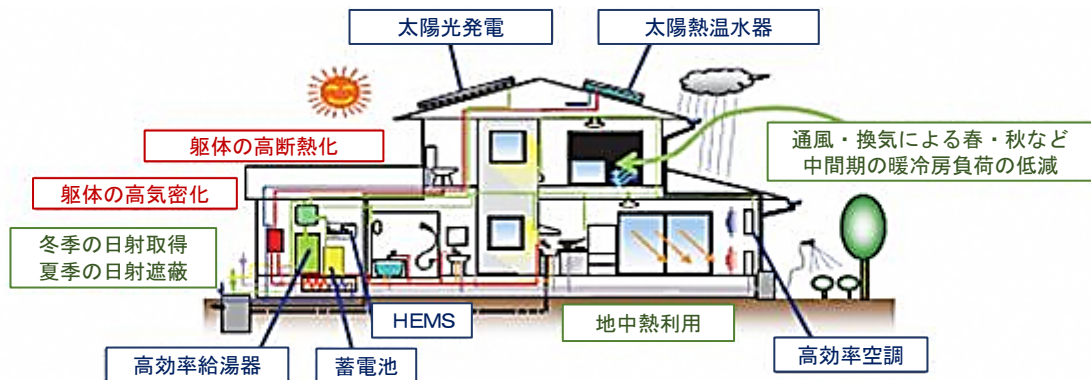 太陽光発電
太陽熱温水器
躯体の高断熱化
通風・換気による春・秋など
中間期の暖冷房負荷の低減
躯体の高気密化
冬季の日射取得
夏季の日射遮蔽
HEMS
地中熱利用
高効率給湯器
蓄電池
高効率空調